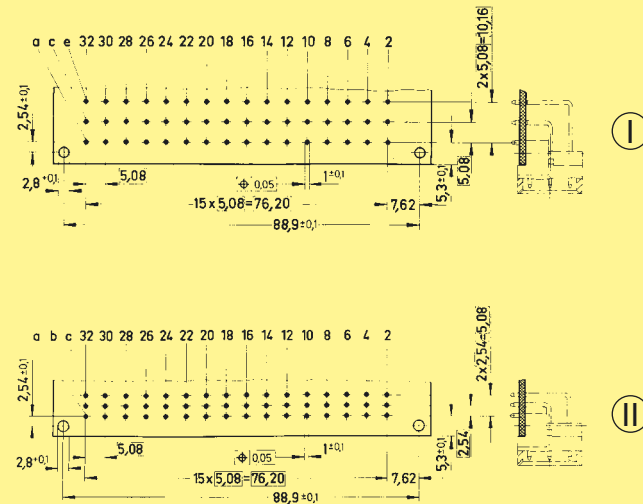 a c e 32 30 28 26 24 22 20 18 16 14 12 10 8 6 4 2
2x5,08=10,16
2,54±0,1
I
2,8+0,1
5,08
0,05
1±0,1
5,3±0,1
5,08
15x5,08=76,20
7,62
88,9±0,1
a b c 32 30 28 26 24 22 20 18 16 14 12 10 8 6 4 2
2x2,54=5,08
2,54±0,1
II
2,8+0,1
5,08
0,05
1±0,1
5,3±0,1
2,54
15x5,08=76,20
7,62
88,9±0,1